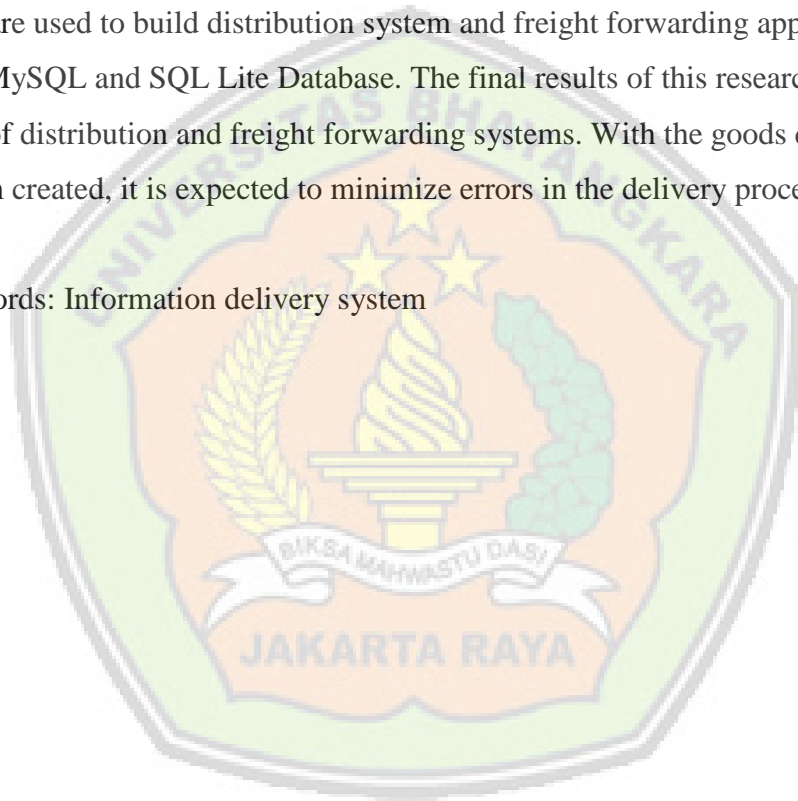 are used to build distribution system and freight forwarding app
MySQL and SQL Lite Database. The final results of this researc
of distribution and freight forwarding systems. With the goods
n created, it is expected to minimize errors in the delivery proce
ords: Information delivery system
UNIVERSITAS BHAYANGKARA
BIKSA MAHWASTU DASI
JAKARTA RAYA